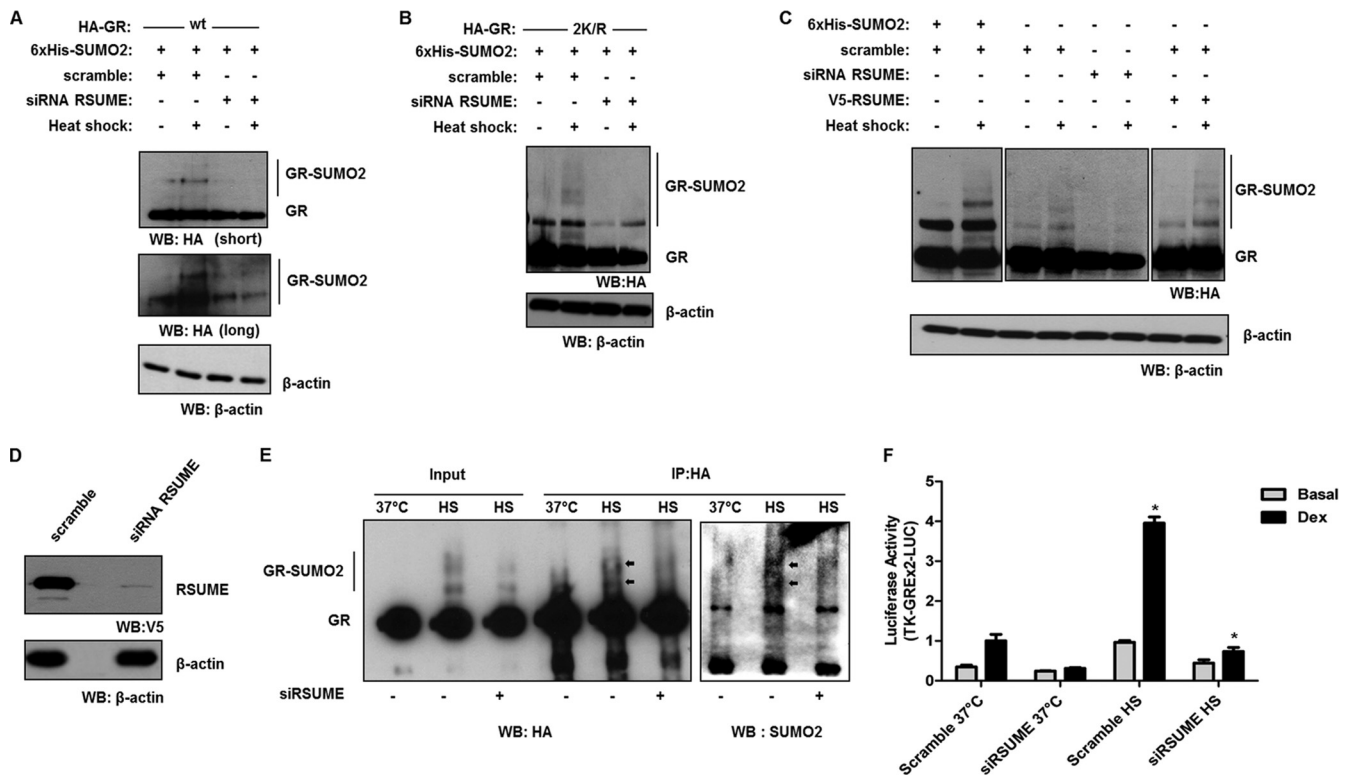 A
HA-GR: wt
6xHis-SUMO2: + + + +
scramble: + + - -
siRNA RSUME: - - + +
Heat shock: - + - +
GR-SUMO2
GR
WB: HA (short)
GR-SUMO2
WB: HA (long)
β-actin
WB: β-actin
B
HA-GR: 2K/R
6xHis-SUMO2: + + + +
scramble: + + - -
siRNA RSUME: - - + +
Heat shock: - + - +
GR-SUMO2
GR
WB:HA
β-actin
WB: β-actin
C
6xHis-SUMO2: + + - - - - - -
scramble: + + + + - - + +
siRNA RSUME: - - - - + + - -
V5-RSUME: - - - - - - + +
Heat shock: - + - + - + - +
GR-SUMO2
GR
WB:HA
β-actin
WB: β-actin
D
scramble
siRNA RSUME
RSUME
WB:V5
β-actin
WB: β-actin
E
Input IP:HA
37°C HS HS 37°C HS HS 37°C HS HS
GR-SUMO2
GR
siRSUME - - + - - + - - +
WB: HA WB : SUMO2
F
Luciferase Activity
(TK-GREx2-LUC)
5
4
3
2
1
0
* *
Basal
Dex
Scramble 37°C
siRSUME 37°C
Scramble HS
siRSUME HS